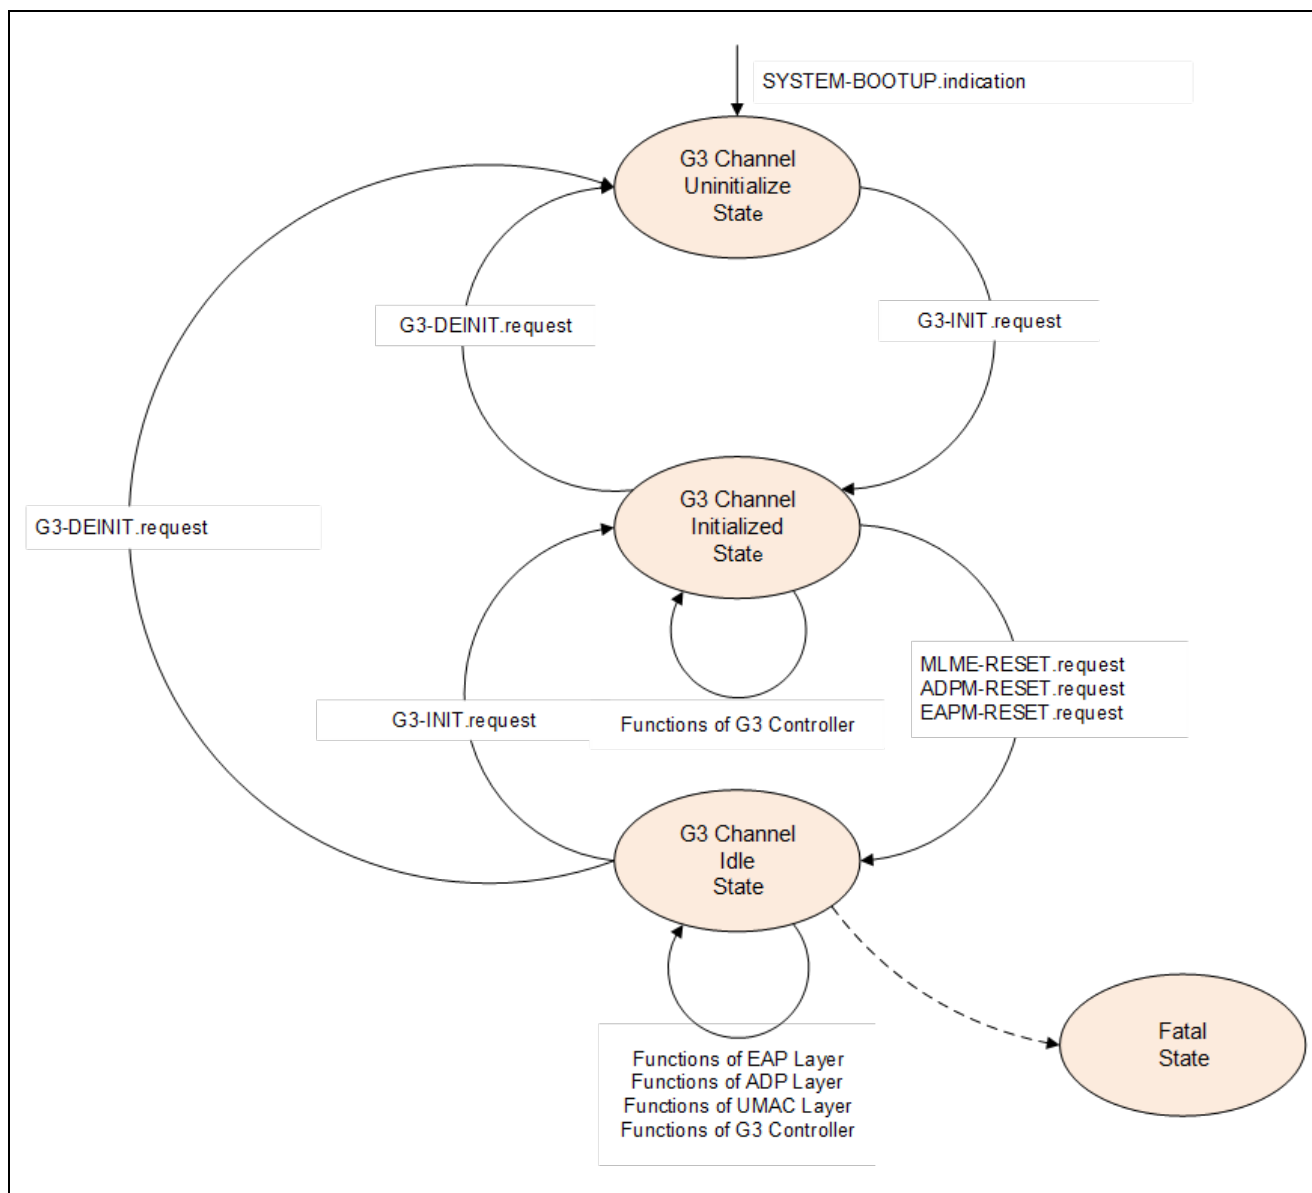 SYSTEM-BOOTUP.indication
G3 Channel
Uninitialize
State
G3-DEINIT.request
G3-INIT.request
G3 Channel
Initialized
State
G3-DEINIT.request
MLME-RESET.request
ADPM-RESET.request
EAPM-RESET.request
G3-INIT.request
Functions of G3 Controller
G3 Channel
Idle
State
Fatal
State
Functions of EAP Layer
Functions of ADP Layer
Functions of UMAC Layer
Functions of G3 Controller